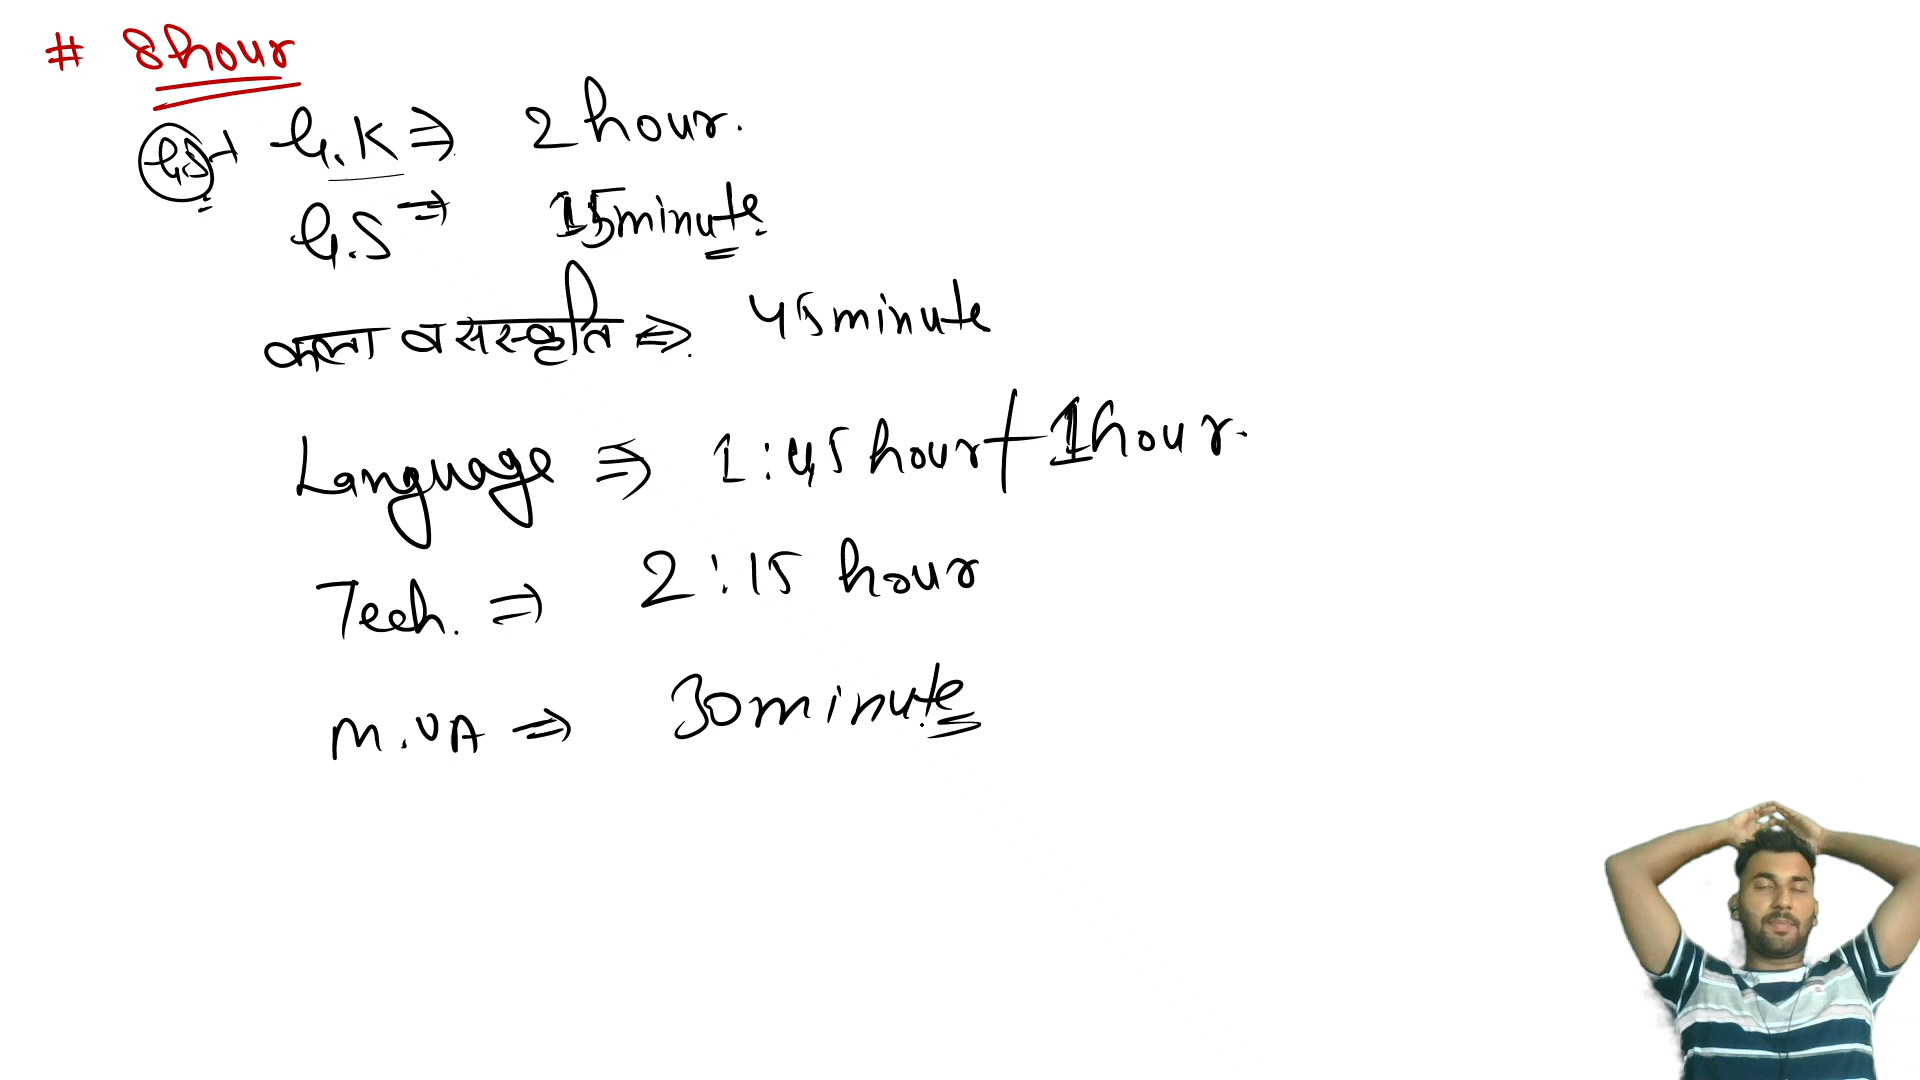 # 8hour
G.S → G.K ⇒ 2 hour.
G.S ⇒ 15minute.
कला व संस्कृति ⇒ 45minute
Language ⇒ 1:45 hour + 1hour.
Tech. ⇒ 2:15 hour
M.VA ⇒ 30minute